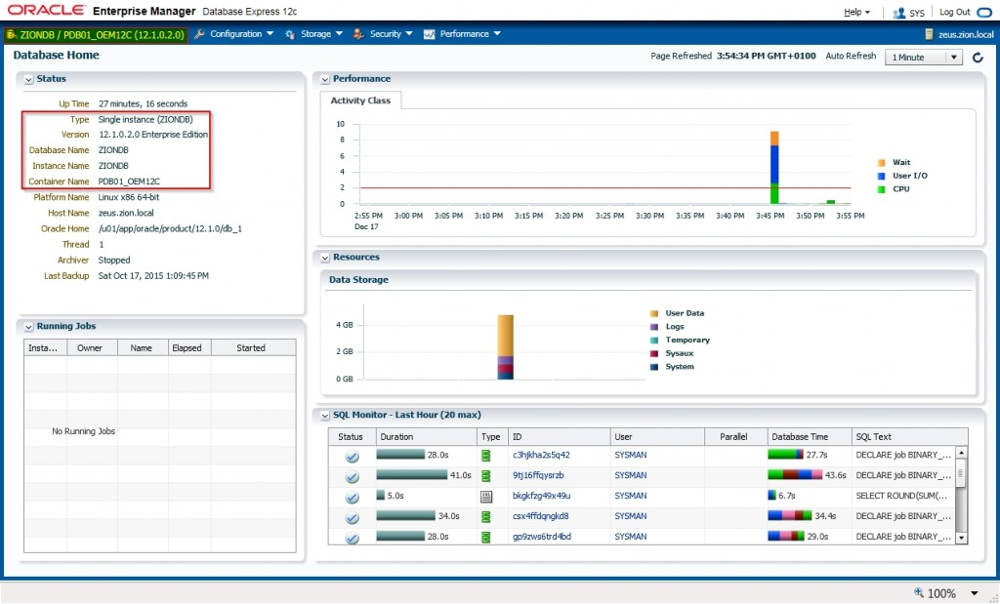 ORACLE Enterprise Manager Database Express 12c
Help SYS Log Out
ZIONDB / PDB01_OEM12C (12.1.0.2.0) Configuration Storage Security Performance zeus.zion.local
Database Home
Page Refreshed 3:54:34 PM GMT+0100 Auto Refresh 1 Minute
Status
Up Time 27 minutes, 16 seconds
Type Single instance (ZIONDB)
Version 12.1.0.2.0 Enterprise Edition
Database Name ZIONDB
Instance Name ZIONDB
Container Name PDB01_OEM12C
Platform Name Linux x86 64-bit
Host Name zeus.zion.local
Oracle Home /u01/app/oracle/product/12.1.0/db_1
Thread 1
Archiver Stopped
Last Backup Sat Oct 17, 2015 1:09:45 PM
Running Jobs
Insta... Owner Name Elapsed Started
No Running Jobs
Performance
Activity Class
10
8
6
4
2
0
2:55 PM 3:00 PM 3:05 PM 3:10 PM 3:15 PM 3:20 PM 3:25 PM 3:30 PM 3:35 PM 3:40 PM 3:45 PM 3:50 PM 3:55 PM
Dec 17
Wait
User I/O
CPU
Resources
Data Storage
4 GB
2 GB
0 GB
User Data
Logs
Temporary
Sysaux
System
SQL Monitor - Last Hour (20 max)
Status Duration Type ID User Parallel Database Time SQL Text
28.0s c3hjkha2s5q42 SYSMAN 27.7s DECLARE job BINARY_...
41.0s 9tj16ffqysrzb SYSMAN 43.6s DECLARE job BINARY_...
5.0s SQL bkgkfzg49x49u SYSMAN 6.7s SELECT ROUND(SUM(...
34.0s csx4ffdqngkd8 SYSMAN 34.4s DECLARE job BINARY_...
28.0s gp9zws6trd4bd SYSMAN 29.0s DECLARE job BINARY_...
100%